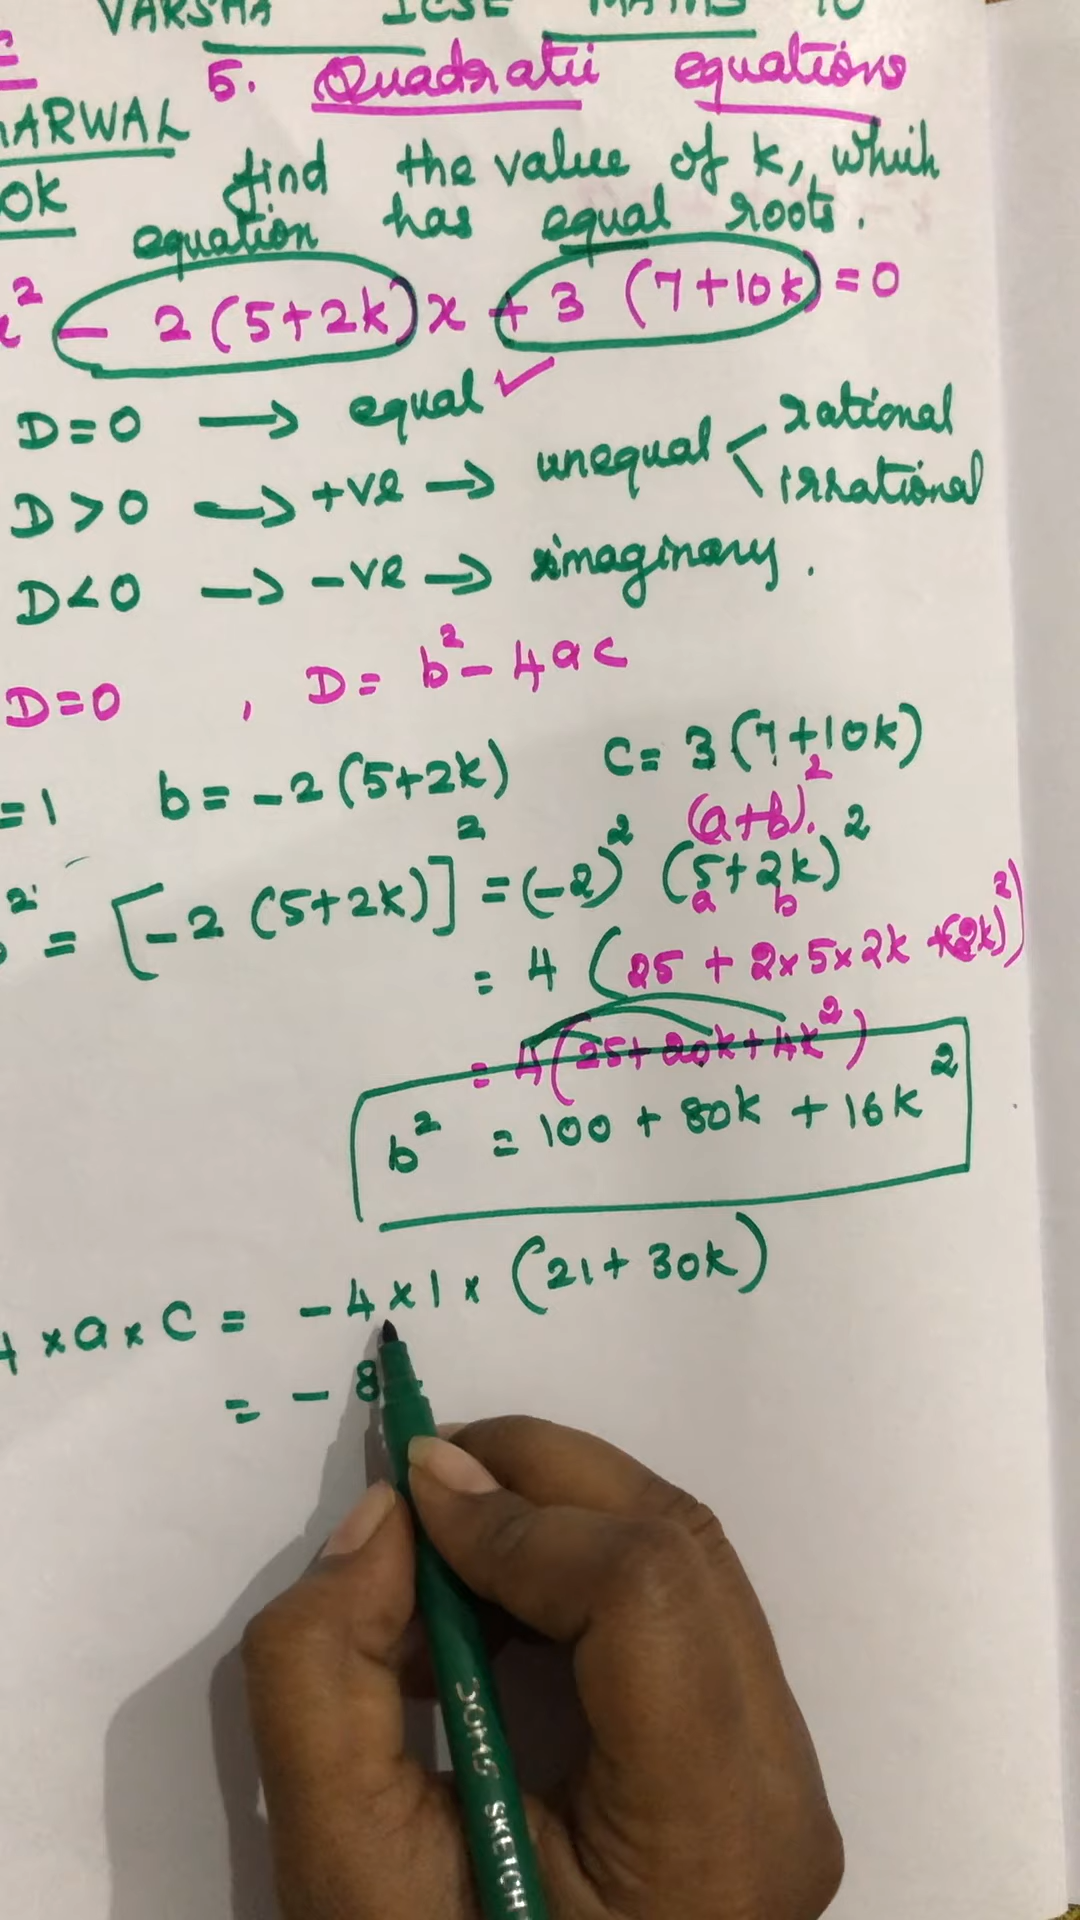 VARSHA ICSE MATHS 10
5. Quadratic equations
ARWAL
OK find the value of k, which
equation has equal roots.
x² - 2 (5+2k) x + 3 (7+10k) = 0
D=0 → equal ✓
D>0 → +ve → unequal < rational
irrational
D<0 → -ve → imaginary.
D=0 , D = b² - 4ac
=1 b = -2 (5+2k) c = 3 (7+10k)
(a+b)²
² = [-2 (5+2k)]² = (-2)² (5+2k)²
a b
= 4 (25 + 2×5×2k + (2k)²)
= 4 (25 + 20k + 4k²)
b² = 100 + 80k + 16k²
4 × a × c = -4 × 1 × (21 + 30k)
= - 8
DOMS SKETCH